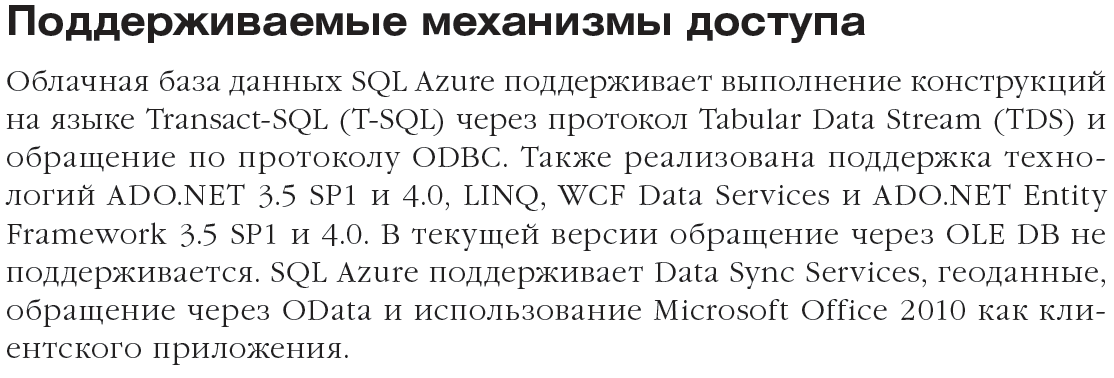 Поддерживаемые механизмы доступа
Облачная база данных SQL Azure поддерживает выполнение конструкций
на языке Transact-SQL (T-SQL) через протокол Tabular Data Stream (TDS) и
обращение по протоколу ODBC. Также реализована поддержка техно-
логий ADO.NET 3.5 SP1 и 4.0, LINQ, WCF Data Services и ADO.NET Entity
Framework 3.5 SP1 и 4.0. В текущей версии обращение через OLE DB не
поддерживается. SQL Azure поддерживает Data Sync Services, геоданные,
обращение через OData и использование Microsoft Office 2010 как кли-
ентского приложения.